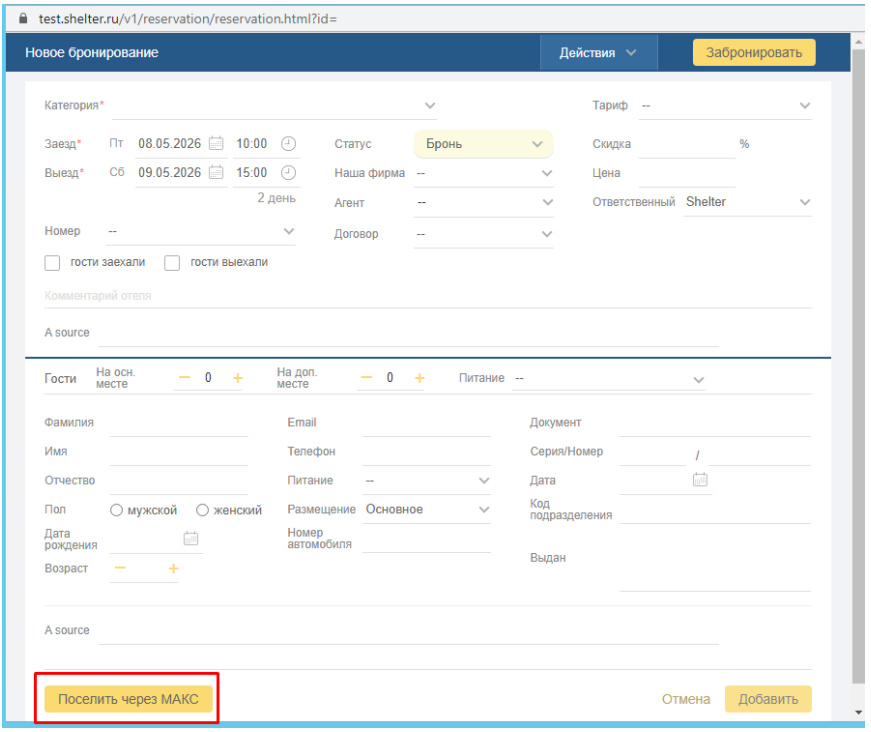 test.shelter.ru/v1/reservation/reservation.html?id=
Новое бронирование Действия Забронировать
Категория* Тариф --
Заезд* Пт 08.05.2026 10:00 Статус Бронь Скидка %
Выезд* Сб 09.05.2026 15:00 Наша фирма -- Цена
2 день Агент -- Ответственный Shelter
Номер -- Договор --
гости заехали гости выехали
Комментарий отеля
A source
Гости На осн. месте − 0 + На доп. месте − 0 + Питание --
Фамилия Email Документ
Имя Телефон Серия/Номер /
Отчество Питание -- Дата
Пол мужской женский Размещение Основное Код подразделения
Дата рождения Номер автомобиля
Возраст − + Выдан
A source
Поселить через МАКС Отмена Добавить